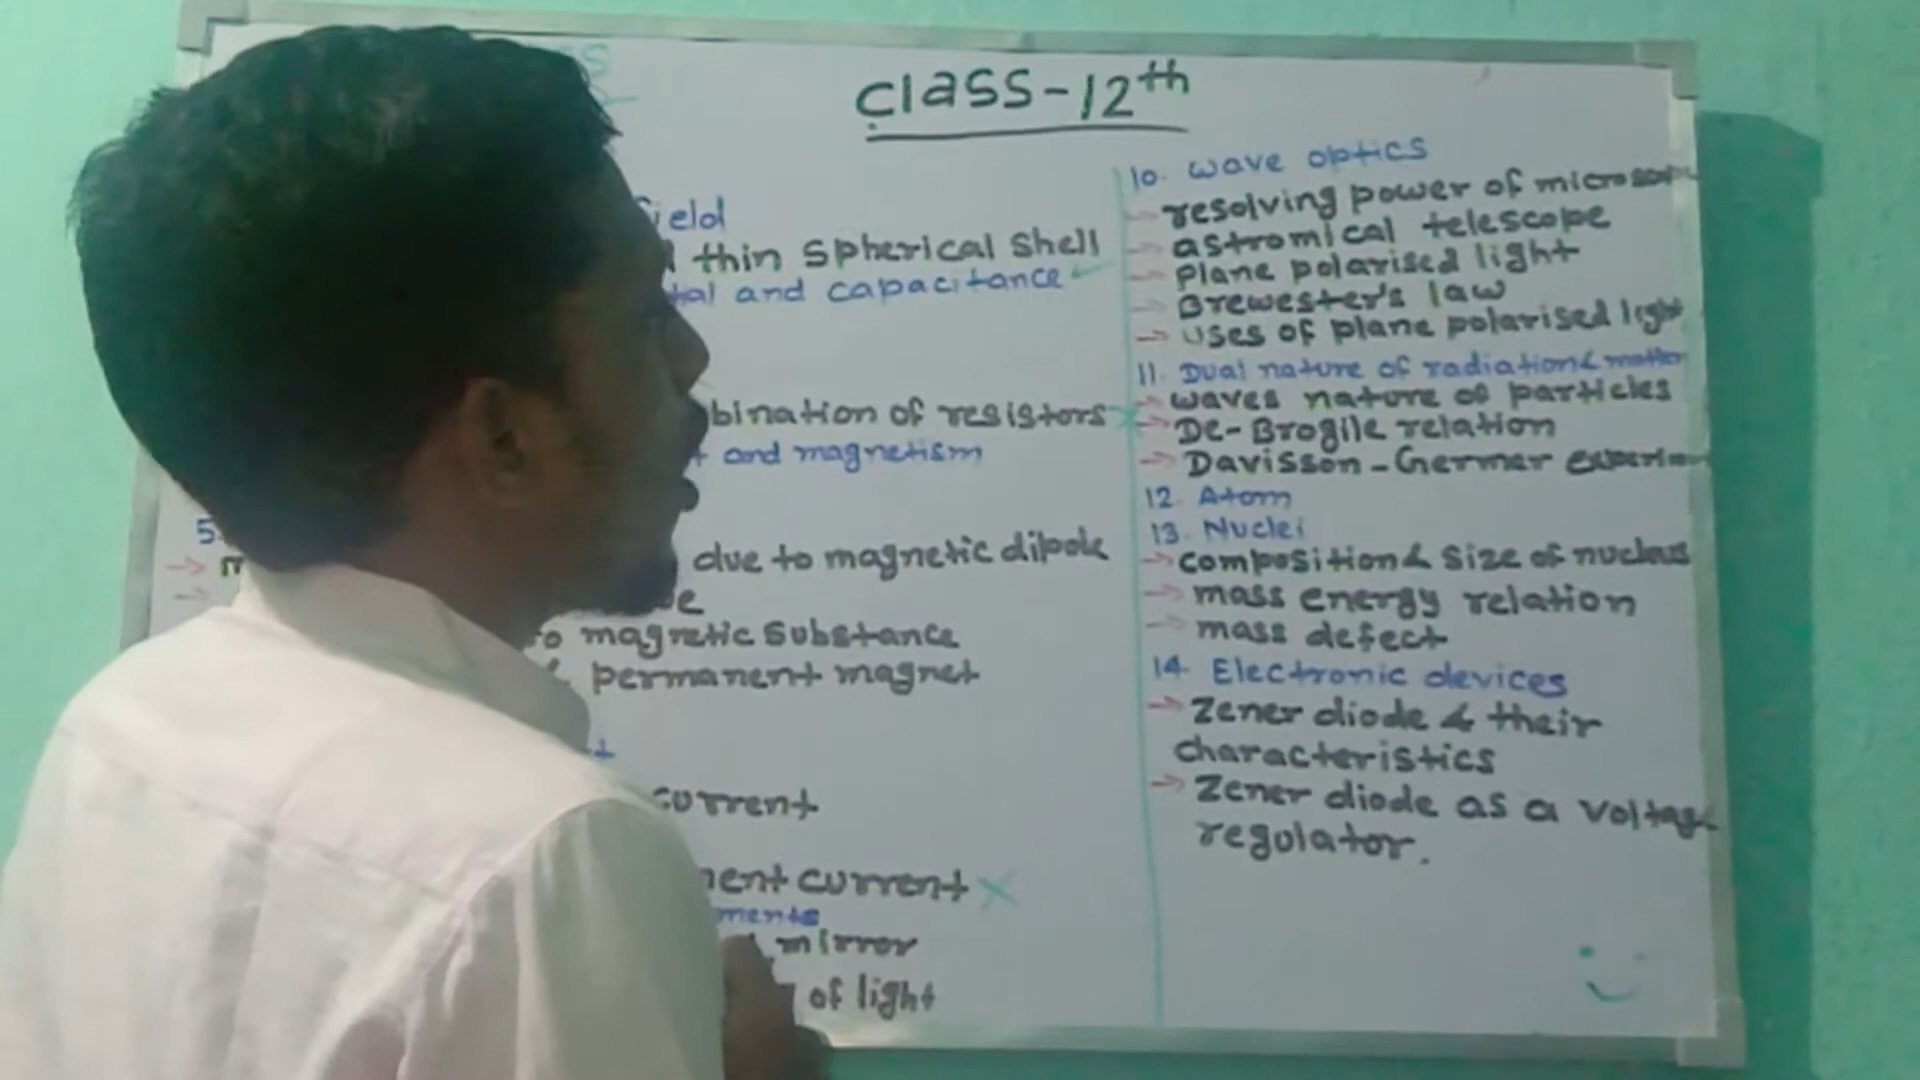 class-12th
field
thin spherical shell
and capacitance
bination of resistors
and magnetism
5.
due to magnetic dipole
to magnetic substance
& permanent magnet
current
current
ments
mirror
of light
10. wave optics
resolving power of
astromical telescope
Plane polarised light
Brewester's law
uses of plane polarised light
11. Dual nature of radiation & matter
waves nature of particles
De-Brogile relation
Davisson-Germer
12. Atom
13. Nuclei
composition & size of nucleus
mass energy relation
mass defect
14. Electronic devices
Zener diode & their
characteristics
Zener diode as a voltage
regulator.